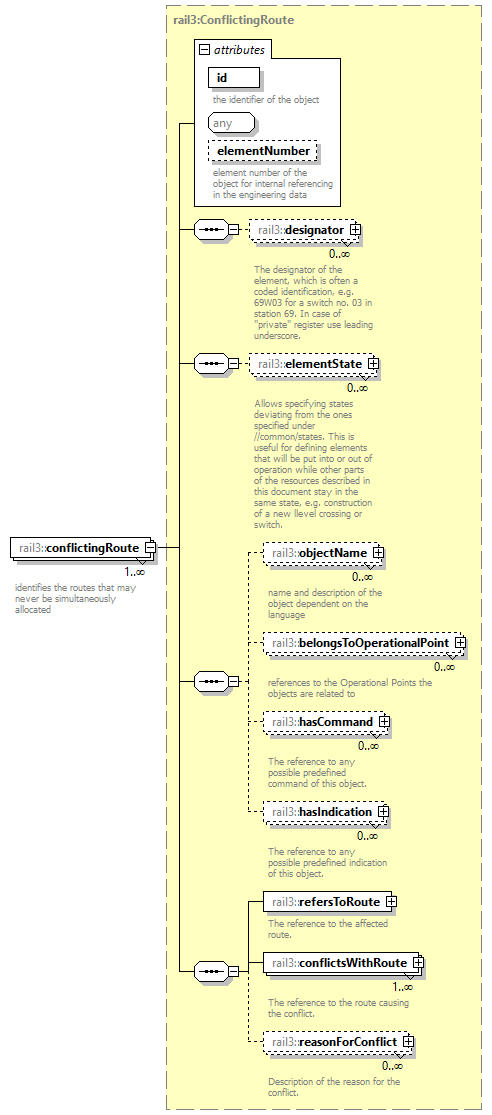 rail3:ConflictingRoute
attributes
id
the identifier of the object
any
elementNumber
element number of the
object for internal referencing
in the engineering data
rail3::designator
0..∞
The designator of the
element, which is often a
coded identification, e.g.
69W03 for a switch no. 03 in
station 69. In case of
"private" register use leading
underscore.
rail3::elementState
0..∞
Allows specifying states
deviating from the ones
specified under
//common/states. This is
useful for defining elements
that will be put into or out of
operation while other parts
of the resources described in
this document stay in the
same state, e.g. construction
of a new llevel crossing or
switch.
rail3::conflictingRoute
1..∞
identifies the routes that may
never be simultaneously
allocated
rail3::objectName
0..∞
name and description of the
object dependent on the
language
rail3::belongsToOperationalPoint
0..∞
references to the Operational Points the
objects are related to
rail3::hasCommand
0..∞
The reference to any
possible predefined
command of this object.
rail3::hasIndication
0..∞
The reference to any
possible predefined indication
of this object.
rail3::refersToRoute
The reference to the affected
route.
rail3::conflictsWithRoute
1..∞
The reference to the route causing
the conflict.
rail3::reasonForConflict
0..∞
Description of the reason for the
conflict.